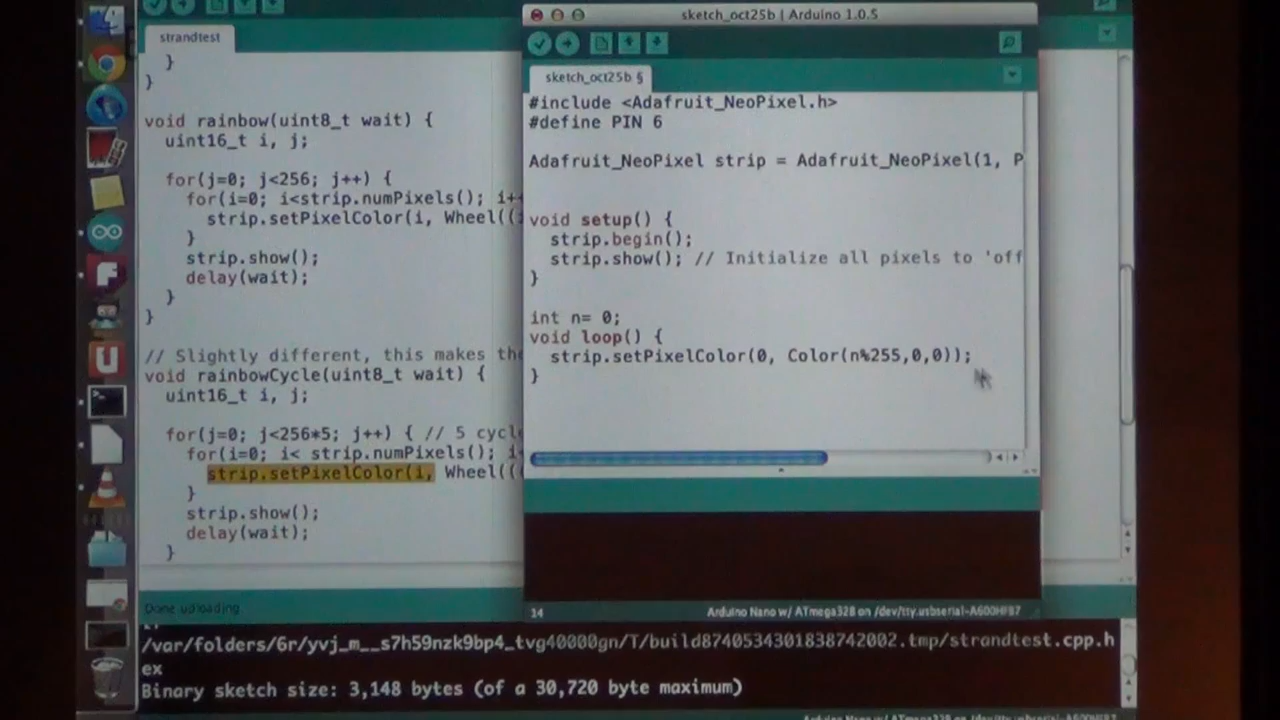 strandtest
}
}
void rainbow(uint8_t wait) {
uint16_t i, j;
for(j=0; j<256; j++) {
for(i=0; i<strip.numPixels(); i++
strip.setPixelColor(i, Wheel((
}
strip.show();
delay(wait);
}
}
// Slightly different, this makes the
void rainbowCycle(uint8_t wait) {
uint16_t i, j;
for(j=0; j<256*5; j++) { // 5 cycle
for(i=0; i< strip.numPixels(); i
strip.setPixelColor(i, Wheel(((
}
strip.show();
delay(wait);
}
Done uploading
/var/folders/6r/yvj_m__s7h59nzk9bp4_tvg40000gn/T/build8740534301838742002.tmp/strandtest.cpp.h
ex
Binary sketch size: 3,148 bytes (of a 30,720 byte maximum)
sketch_oct25b | Arduino 1.0.5
sketch_oct25b §
#include <Adafruit_NeoPixel.h>
#define PIN 6
Adafruit_NeoPixel strip = Adafruit_NeoPixel(1, P
void setup() {
strip.begin();
strip.show(); // Initialize all pixels to 'off
}
int n= 0;
void loop() {
strip.setPixelColor(0, Color(n%255,0,0));
}
14
Arduino Nano w/ ATmega328 on /dev/tty.usbserial-A600HFB7